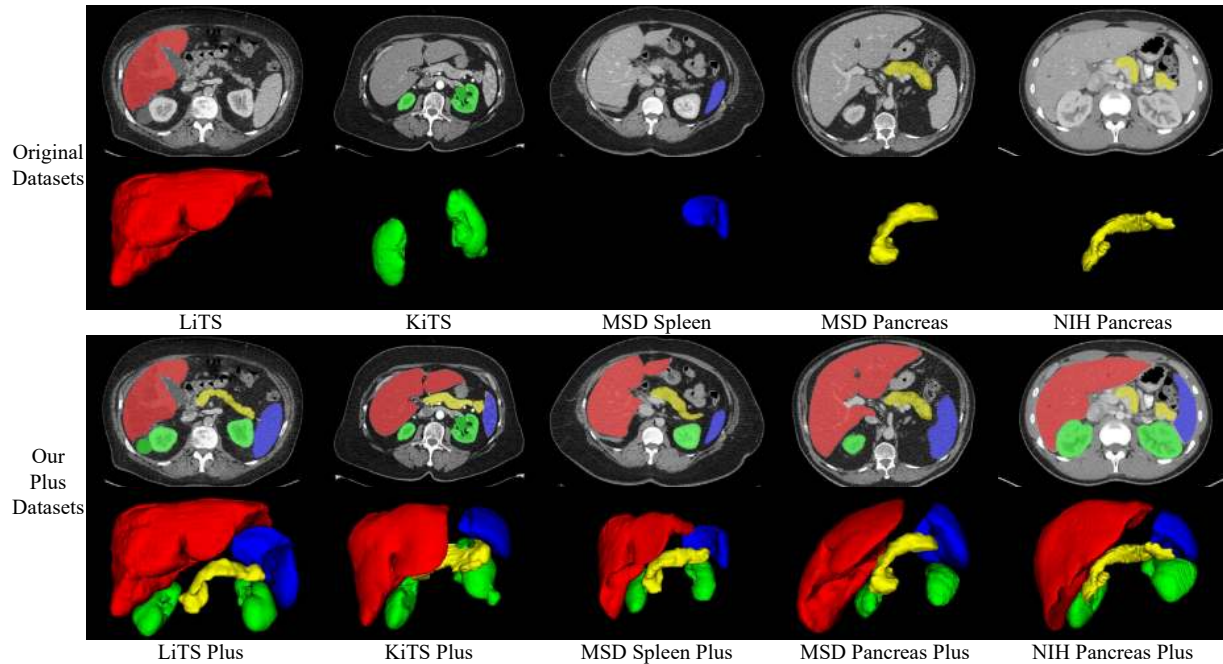 Original
Datasets
LiTS KiTS MSD Spleen MSD Pancreas NIH Pancreas
Our
Plus
Datasets
LiTS Plus KiTS Plus MSD Spleen Plus MSD Pancreas Plus NIH Pancreas Plus